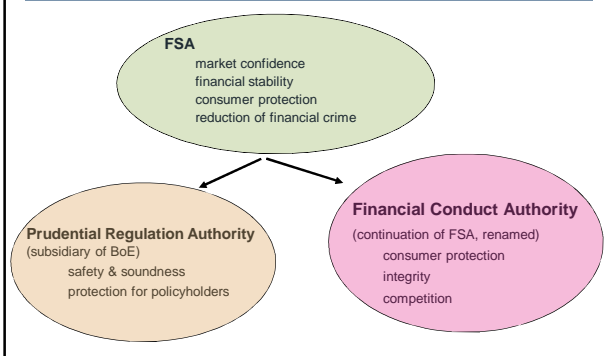 FSA
market confidence
financial stability
consumer protection
reduction of financial crime
Prudential Regulation Authority
(subsidiary of BoE)
safety & soundness
protection for policyholders
Financial Conduct Authority
(continuation of FSA, renamed)
consumer protection
integrity
competition